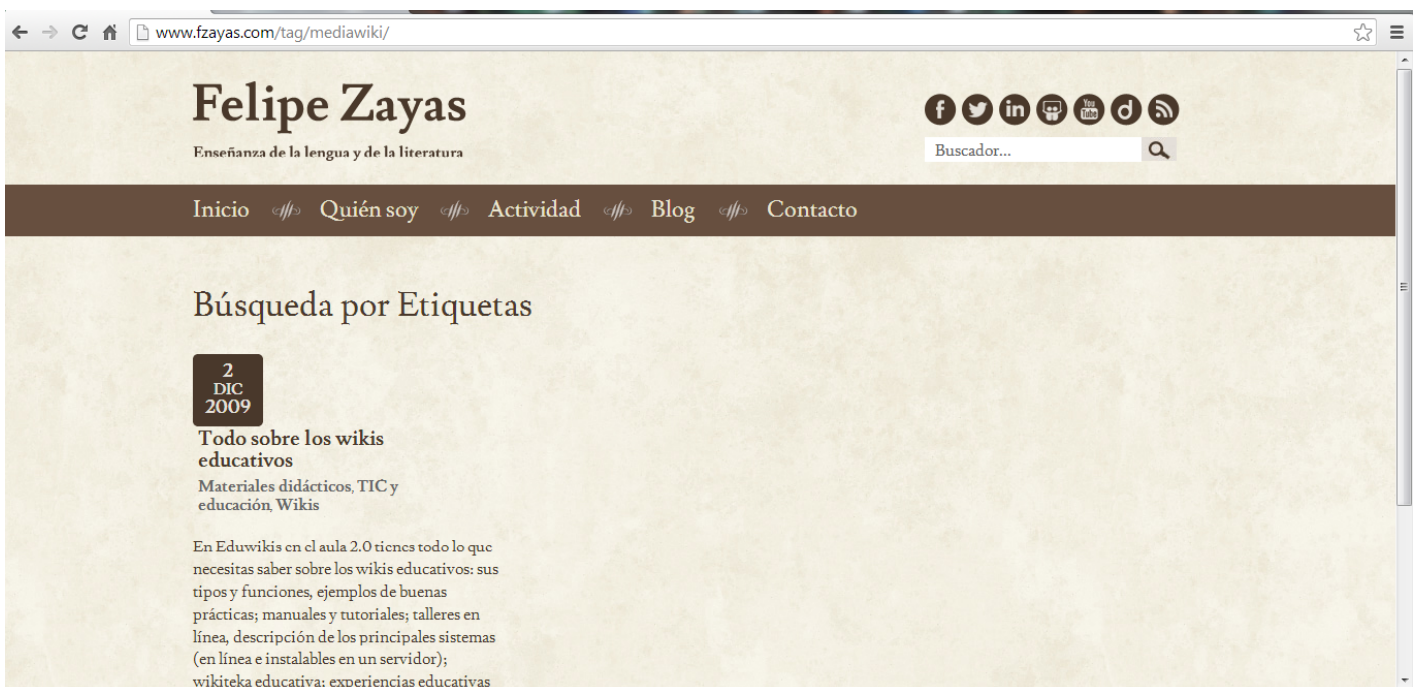 www.fzayas.com/tag/mediawiki/
Felipe Zayas
Enseñanza de la lengua y de la literatura
You
Tube
Buscador...
Inicio Quién soy Actividad Blog Contacto
Búsqueda por Etiquetas
2
DIC
2009
Todo sobre los wikis
educativos
Materiales didácticos, TIC y
educación, Wikis
En Eduwikis en el aula 2.0 tienes todo lo que
necesitas saber sobre los wikis educativos: sus
tipos y funciones, ejemplos de buenas
prácticas; manuales y tutoriales; talleres en
línea, descripción de los principales sistemas
(en línea e instalables en un servidor);
wikiteka educativa; experiencias educativas